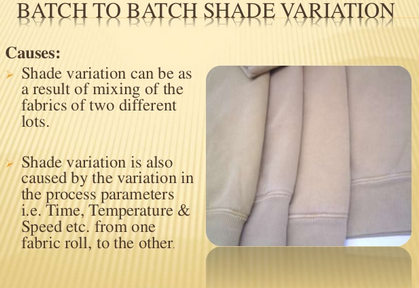 BATCH TO BATCH SHADE VARIATION
Causes:
Shade variation can be as
a result of mixing of the
fabrics of two different
lots.
Shade variation is also
caused by the variation in
the process parameters
i.e. Time, Temperature &
Speed etc. from one
fabric roll, to the other.